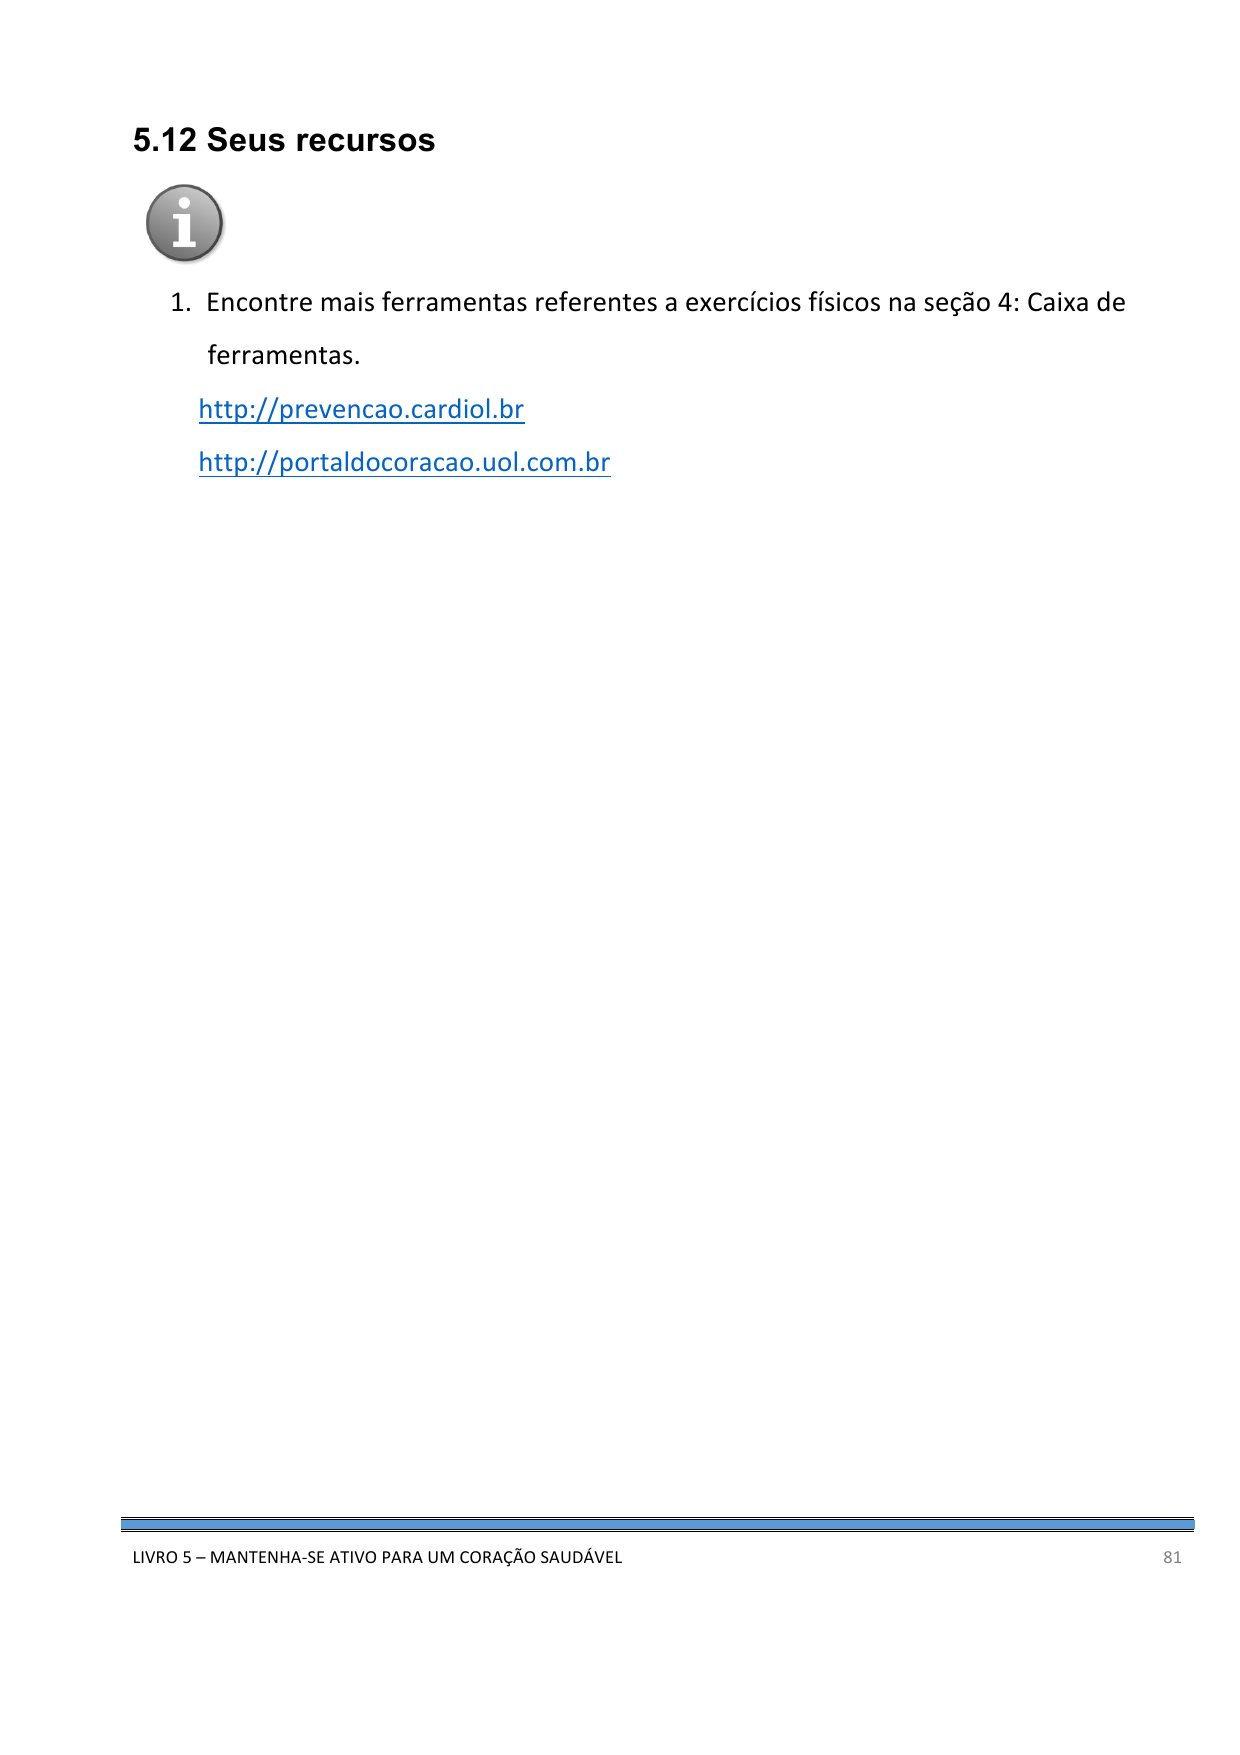 5.12 Seus recursos
i
1. Encontre mais ferramentas referentes a exercícios físicos na seção 4: Caixa de
ferramentas.
http://prevencao.cardiol.br
http://portaldocoracao.uol.com.br
LIVRO 5 – MANTENHA-SE ATIVO PARA UM CORAÇÃO SAUDÁVEL 81